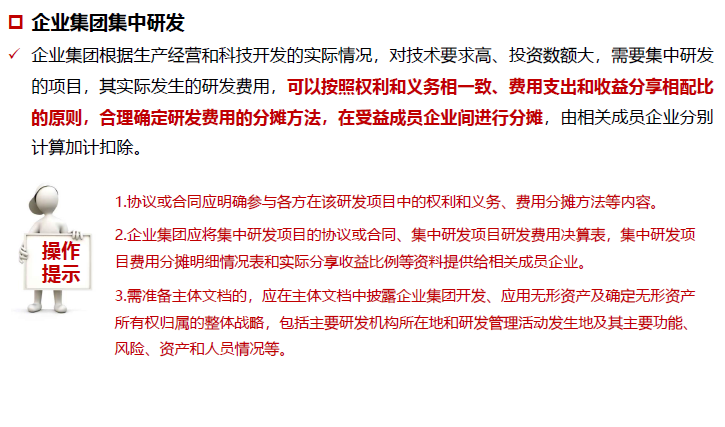 企业集团集中研发
企业集团根据生产经营和科技开发的实际情况，对技术要求高、投资数额大，需要集中研发
的项目，其实际发生的研发费用，可以按照权利和义务相一致、费用支出和收益分享相配比
的原则，合理确定研发费用的分摊方法，在受益成员企业间进行分摊，由相关成员企业分别
计算加计扣除。
操作
提示
1.协议或合同应明确参与各方在该研发项目中的权利和义务、费用分摊方法等内容。
2.企业集团应将集中研发项目的协议或合同、集中研发项目研发费用决算表，集中研发项
目费用分摊明细情况表和实际分享收益比例等资料提供给相关成员企业。
3.需准备主体文档的，应在主体文档中披露企业集团开发、应用无形资产及确定无形资产
所有权归属的整体战略，包括主要研发机构所在地和研发管理活动发生地及其主要功能、
风险、资产和人员情况等。